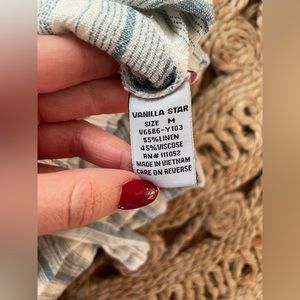 VANILLA STAR
SIZE M
V6686-Y103
55%LINEN
45%VISCOSE
RN# 111052
MADE IN VIETNAM
CARE ON REVERSE